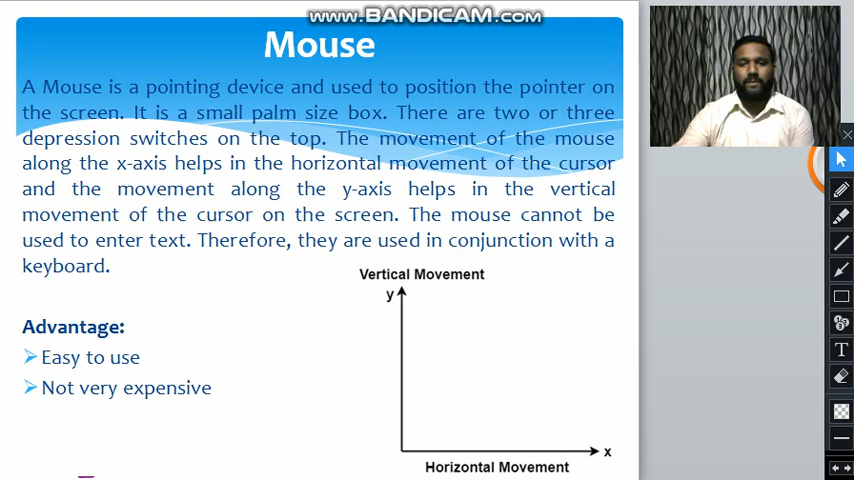 www.BANDICAM.com
Mouse
A Mouse is a pointing device and used to position the pointer on
the screen. It is a small palm size box. There are two or three
depression switches on the top. The movement of the mouse
along the x-axis helps in the horizontal movement of the cursor
and the movement along the y-axis helps in the vertical
movement of the cursor on the screen. The mouse cannot be
used to enter text. Therefore, they are used in conjunction with a
keyboard.
Vertical Movement
y
Advantage:
Easy to use
Not very expensive
x
Horizontal Movement
T